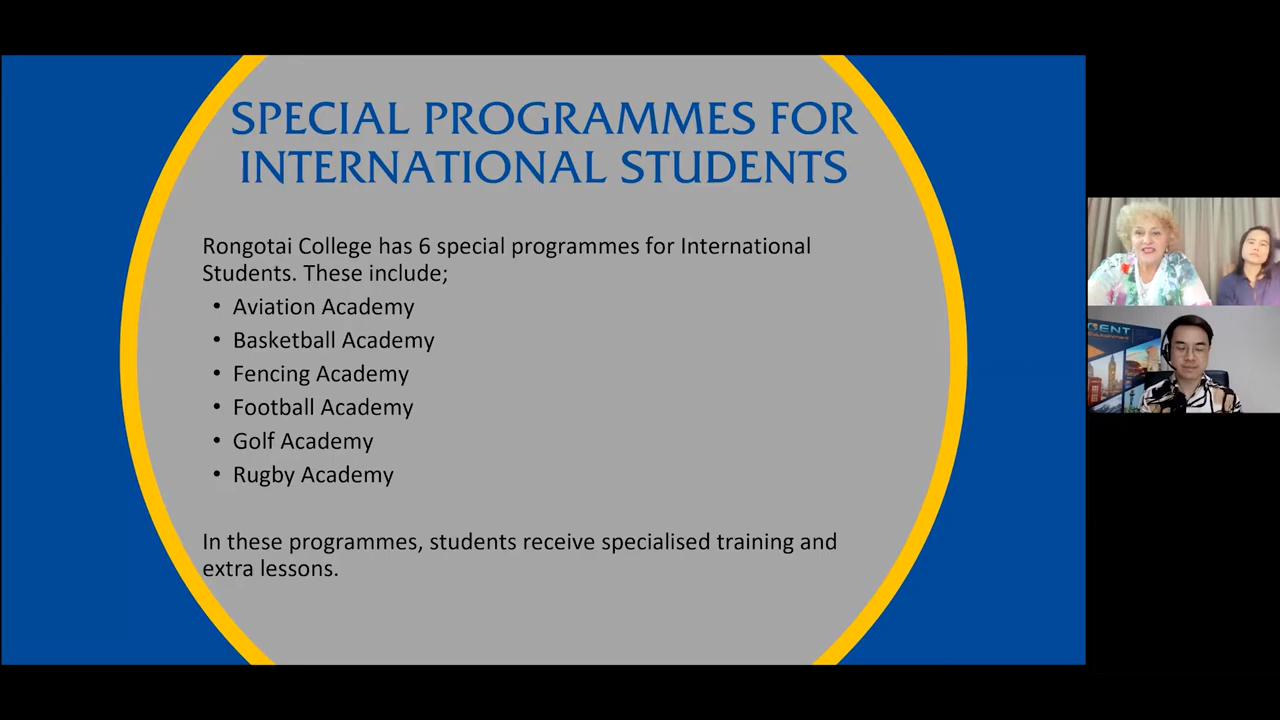 SPECIAL PROGRAMMES FOR
INTERNATIONAL STUDENTS
Rongotai College has 6 special programmes for International
Students. These include;
• Aviation Academy
• Basketball Academy
• Fencing Academy
• Football Academy
• Golf Academy
• Rugby Academy
In these programmes, students receive specialised training and
extra lessons.